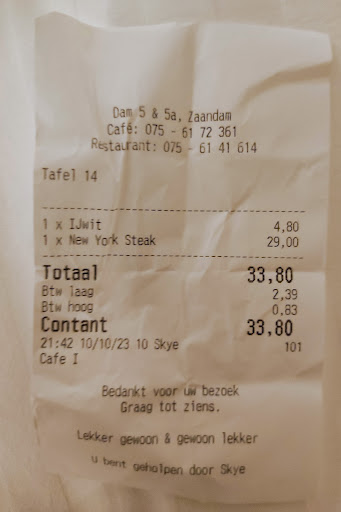 Dam 5 & 5a, Zaandam
Café: 075 - 61 72 361
Restaurant: 075 - 61 41 614
Tafel 14
1 x IJwit 4,80
1 x New York Steak 29,00
Totaal 33,80
Btw laag 2,39
Btw hoog 0,83
Contant 33,80
21:42 10/10/23 10 Skye 101
Cafe I
Bedankt voor uw bezoek
Graag tot ziens.
Lekker gewoon & gewoon lekker
U bent geholpen door Skye